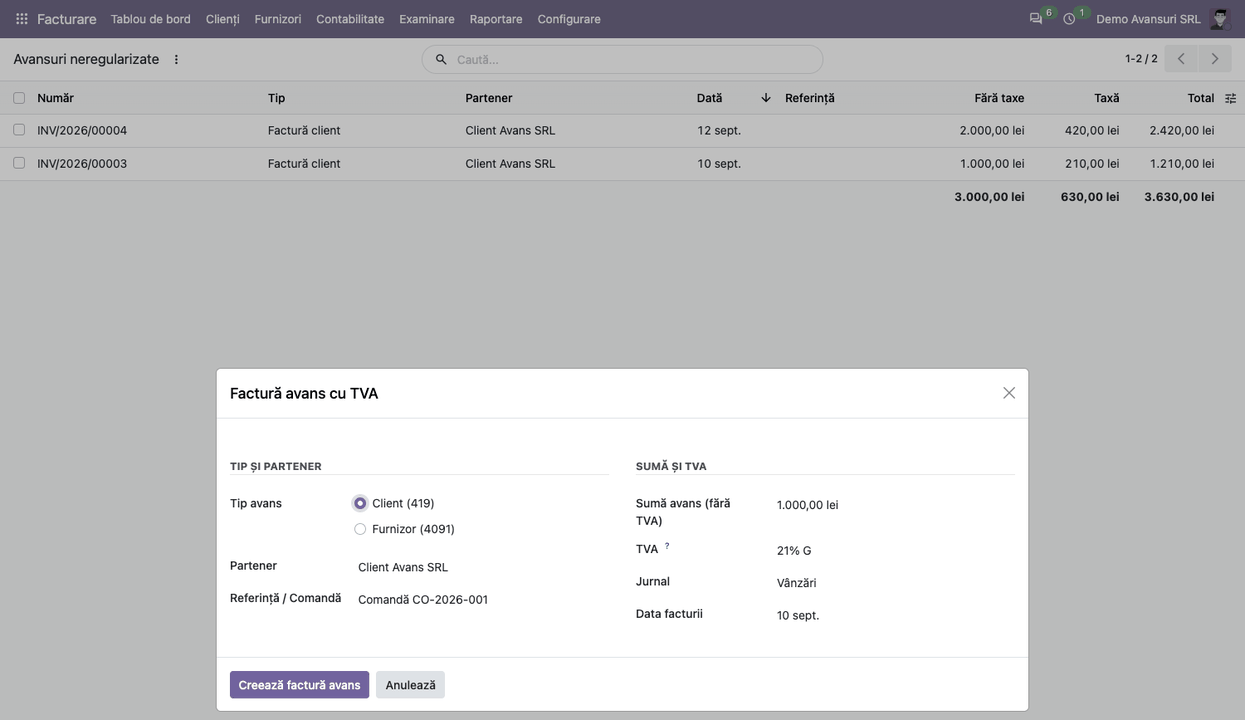 Facturare Tablou de bord Clienți Furnizori Contabilitate Examinare Raportare Configurare 6 1 Demo Avansuri SRL
Avansuri neregularizate Caută... 1-2 / 2
Număr Tip Partener Dată Referință Fără taxe Taxă Total
INV/2026/00004 Factură client Client Avans SRL 12 sept. 2.000,00 lei 420,00 lei 2.420,00 lei
INV/2026/00003 Factură client Client Avans SRL 10 sept. 1.000,00 lei 210,00 lei 1.210,00 lei
3.000,00 lei 630,00 lei 3.630,00 lei
Factură avans cu TVA
TIP ȘI PARTENER
Tip avans Client (419)
Furnizor (4091)
Partener Client Avans SRL
Referință / Comandă Comandă CO-2026-001
SUMĂ ȘI TVA
Sumă avans (fără 1.000,00 lei
TVA)
TVA ? 21% G
Jurnal Vânzări
Data facturii 10 sept.
Creează factură avans Anulează